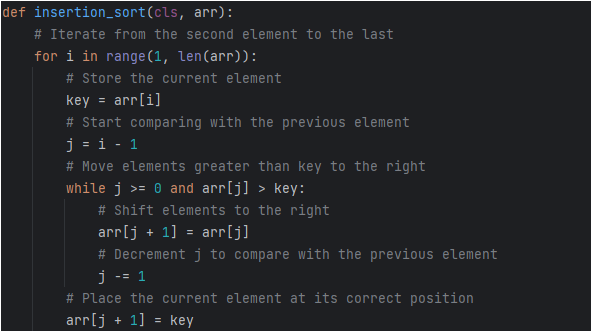 def insertion_sort(cls, arr):
    # Iterate from the second element to the last
    for i in range(1, len(arr)):
        # Store the current element
        key = arr[i]
        # Start comparing with the previous element
        j = i - 1
        # Move elements greater than key to the right
        while j >= 0 and arr[j] > key:
            # Shift elements to the right
            arr[j + 1] = arr[j]
            # Decrement j to compare with the previous element
            j -= 1
        # Place the current element at its correct position
        arr[j + 1] = key